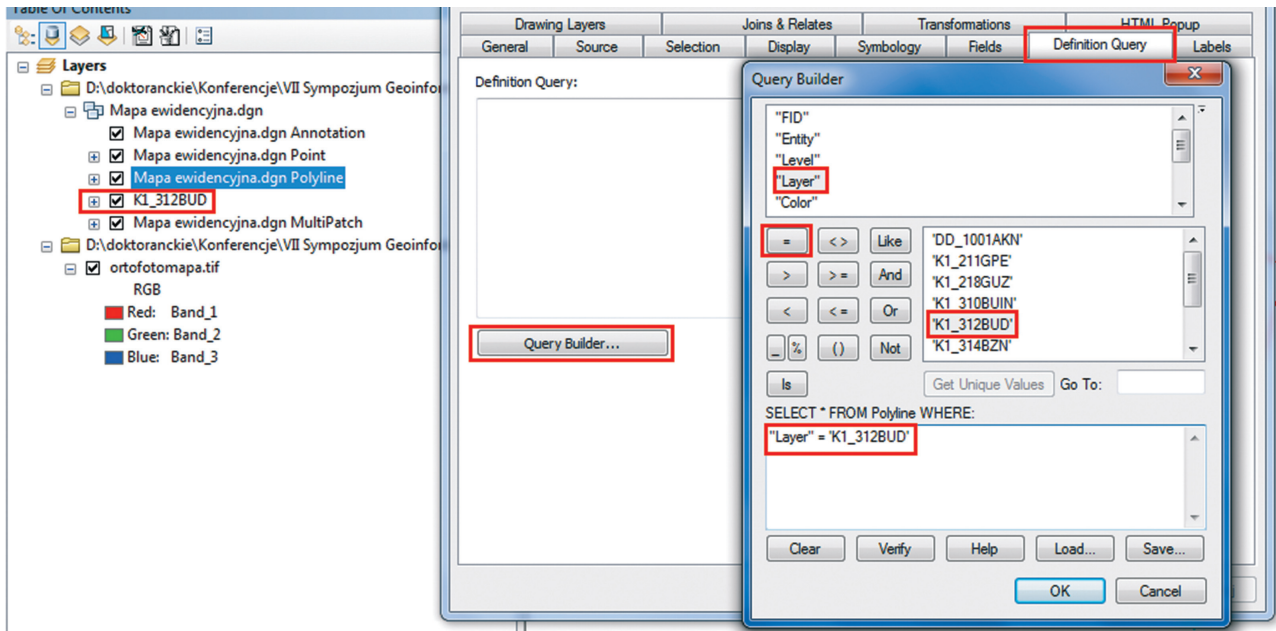 Table Of Contents
Layers
D:\doktoranckie\Konferencje\VII Sympozjum Geoinfo
Mapa ewidencyjna.dgn
Mapa ewidencyjna.dgn Annotation
Mapa ewidencyjna.dgn Point
Mapa ewidencyjna.dgn Polyline
K1_312BUD
Mapa ewidencyjna.dgn MultiPatch
D:\doktoranckie\Konferencje\VII Sympozjum Geoinfo
ortofotomapa.tif
RGB
Red: Band_1
Green: Band_2
Blue: Band_3
Drawing Layers Joins & Relates Transformations HTML Popup
General Source Selection Display Symbology Fields Definition Query Labels
Definition Query:
Query Builder...
Query Builder
"FID"
"Entity"
"Level"
"Layer"
"Color"
= <> Like
> >= And
< <= Or
_ % () Not
Is
'DD_1001AKN'
'K1_211GPE'
'K1_218GUZ'
'K1_310BUIN'
'K1_312BUD'
'K1_314BZN'
Get Unique Values Go To:
SELECT * FROM Polyline WHERE:
"Layer" = 'K1_312BUD'
Clear Verify Help Load... Save...
OK Cancel